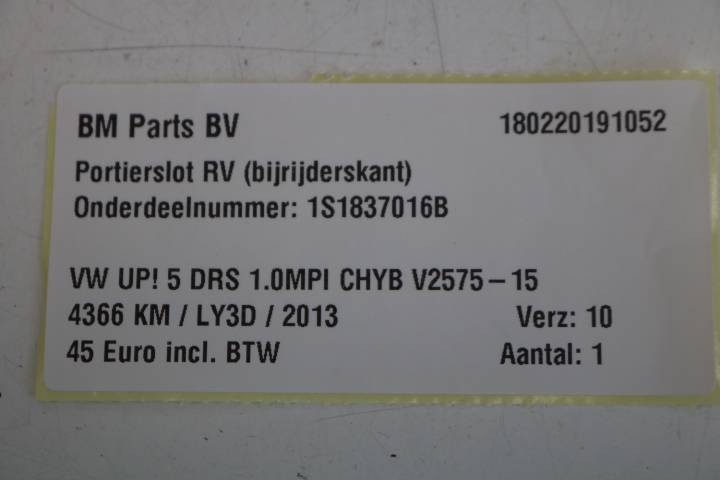 BM Parts BV 180220191052
Portierslot RV (bijrijderskant)
Onderdeelnummer: 1S1837016B
VW UP! 5 DRS 1.0MPI CHYB V2575-15
4366 KM / LY3D / 2013 Verz: 10
45 Euro incl. BTW Aantal: 1